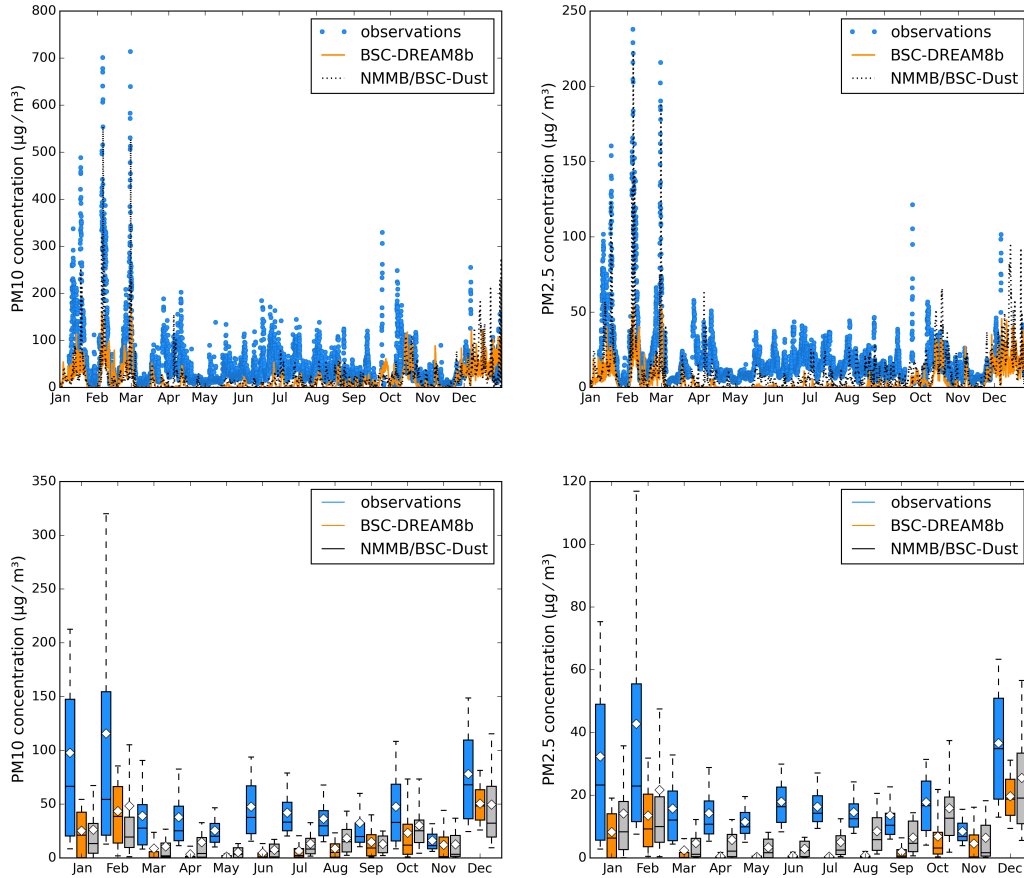 PM10 concentration (µg/m³)
800
700
600
500
400
300
200
100
0
Jan Feb Mar Apr May Jun Jul Aug Sep Oct Nov Dec
observations
BSC-DREAM8b
NMMB/BSC-Dust
PM2.5 concentration (µg/m³)
250
200
150
100
50
0
Jan Feb Mar Apr May Jun Jul Aug Sep Oct Nov Dec
observations
BSC-DREAM8b
NMMB/BSC-Dust
PM10 concentration (µg/m³)
350
300
250
200
150
100
50
0
Jan Feb Mar Apr May Jun Jul Aug Sep Oct Nov Dec
observations
BSC-DREAM8b
NMMB/BSC-Dust
PM2.5 concentration (µg/m³)
120
100
80
60
40
20
0
Jan Feb Mar Apr May Jun Jul Aug Sep Oct Nov Dec
observations
BSC-DREAM8b
NMMB/BSC-Dust